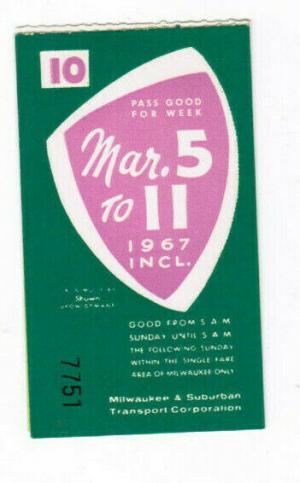 10
PASS GOOD
FOR WEEK
Mar. 5
TO 11
1967
INCL.
Shown
GOOD FROM 5 A.M.
SUNDAY UNTIL 5 A.M.
THE FOLLOWING SUNDAY
WITHIN THE SINGLE FARE
AREA OF MILWAUKEE ONLY
7751
Milwaukee & Suburban
Transport Corporation